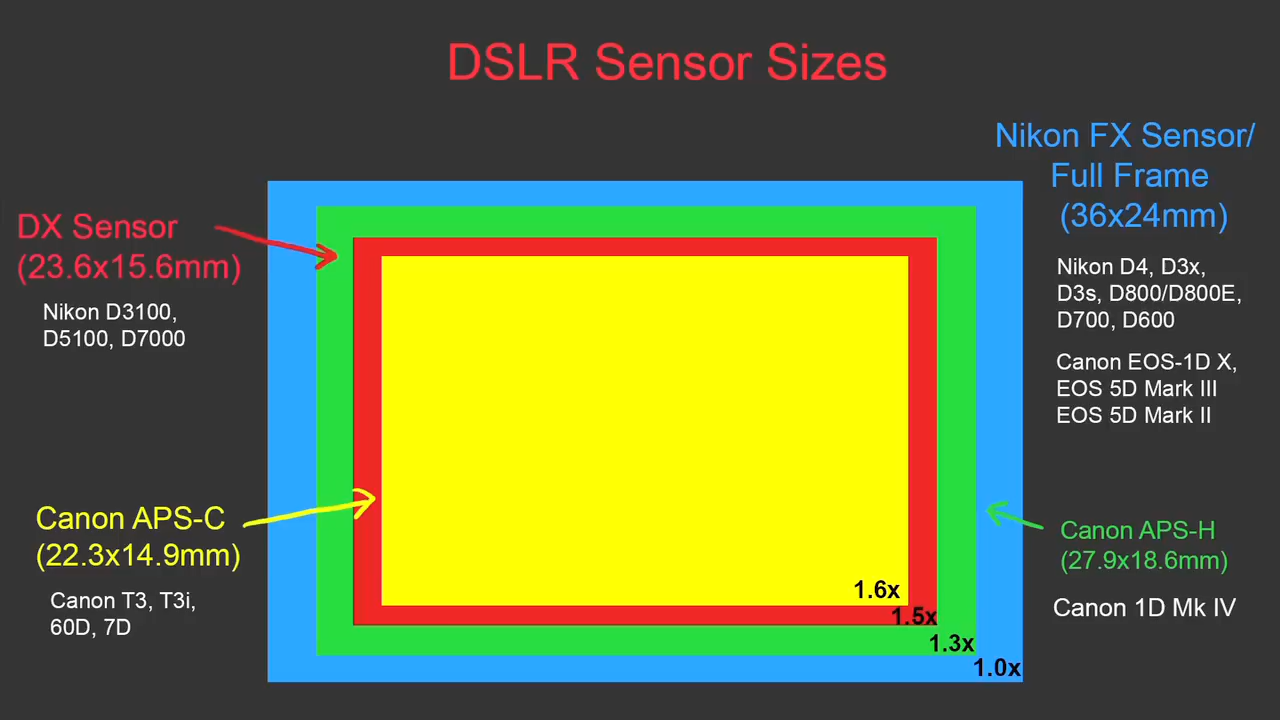 DSLR Sensor Sizes
DX Sensor
(23.6x15.6mm)
Nikon D3100,
D5100, D7000
Canon APS-C
(22.3x14.9mm)
Canon T3, T3i,
60D, 7D
1.6x
1.5x
1.3x
1.0x
Nikon FX Sensor/
Full Frame
(36x24mm)
Nikon D4, D3x,
D3s, D800/D800E,
D700, D600
Canon EOS-1D X,
EOS 5D Mark III
EOS 5D Mark II
Canon APS-H
(27.9x18.6mm)
Canon 1D Mk IV